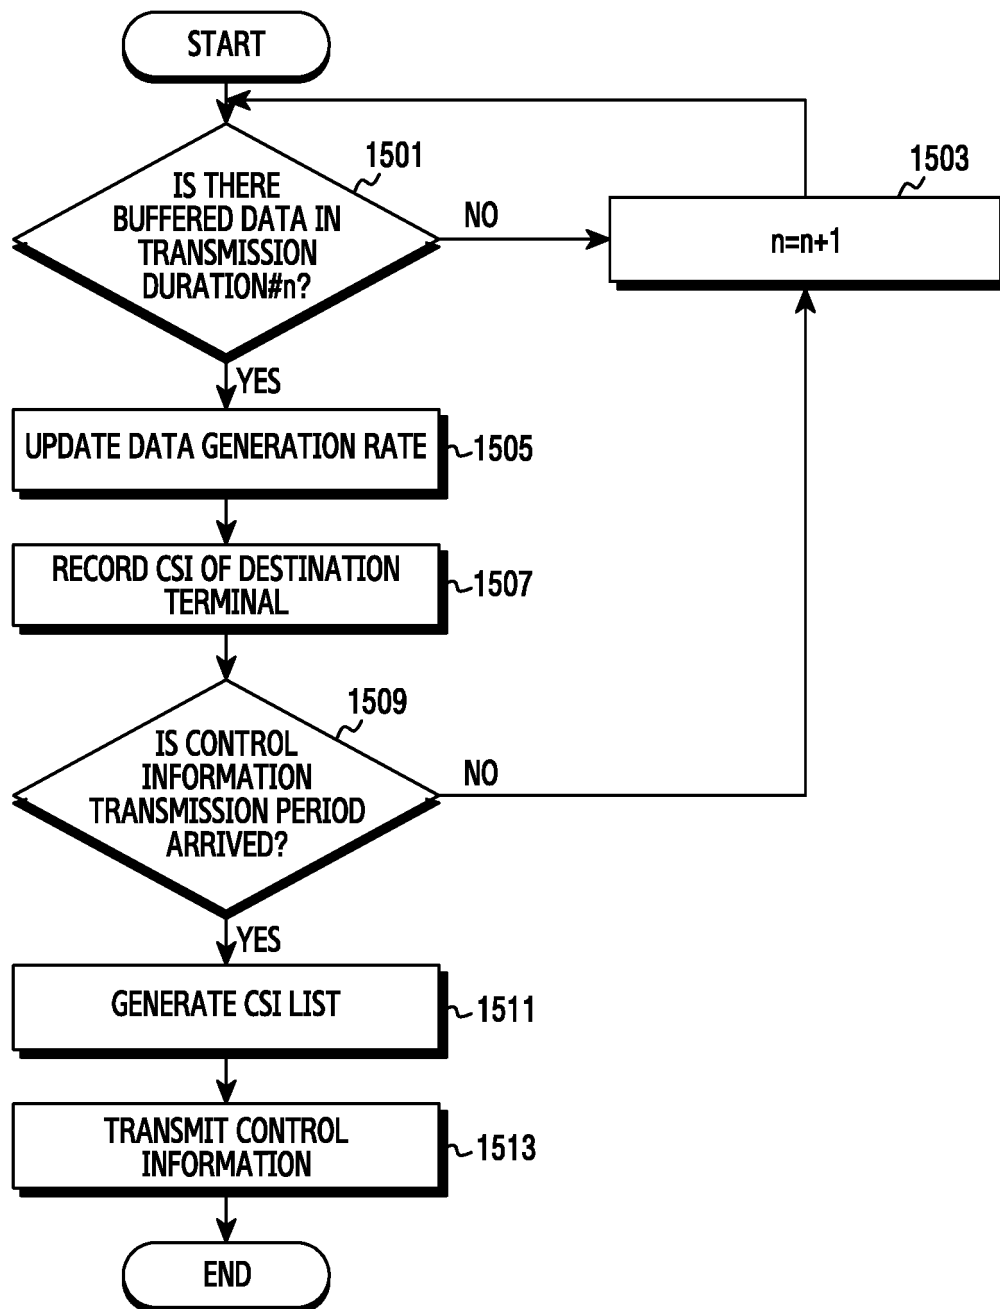 START
1501
IS THERE
BUFFERED DATA IN
TRANSMISSION
DURATION#n?
NO
1503
n=n+1
YES
UPDATE DATA GENERATION RATE
1505
RECORD CSI OF DESTINATION
TERMINAL
1507
1509
IS CONTROL
INFORMATION
TRANSMISSION PERIOD
ARRIVED?
NO
YES
GENERATE CSI LIST
1511
TRANSMIT CONTROL
INFORMATION
1513
END